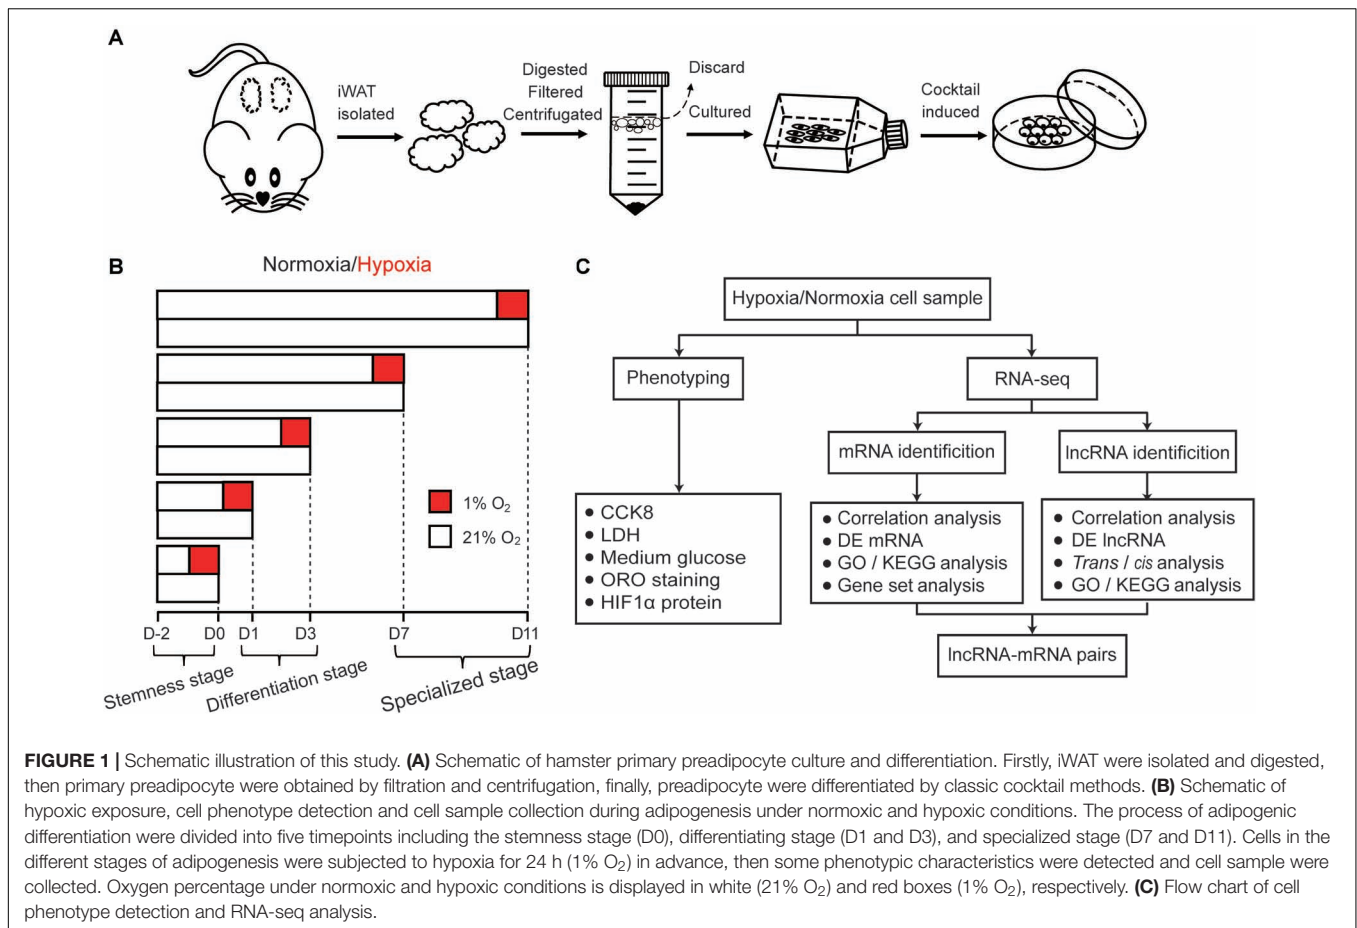 A
iWAT
isolated
Digested
Filtered
Centrifugated
Discard
Cultured
Cocktail
induced
B
Normoxia/Hypoxia
1% O₂
21% O₂
D-2 D0 D1 D3 D7 D11
Stemness stage
Differentiation stage
Specialized stage
C
Hypoxia/Normoxia cell sample
Phenotyping
RNA-seq
mRNA identificition
lncRNA identificition
● CCK8
● LDH
● Medium glucose
● ORO staining
● HIF1α protein
● Correlation analysis
● DE mRNA
● GO / KEGG analysis
● Gene set analysis
● Correlation analysis
● DE lncRNA
● Trans / cis analysis
● GO / KEGG analysis
lncRNA-mRNA pairs
FIGURE 1 | Schematic illustration of this study. (A) Schematic of hamster primary preadipocyte culture and differentiation. Firstly, iWAT were isolated and digested,
then primary preadipocyte were obtained by filtration and centrifugation, finally, preadipocyte were differentiated by classic cocktail methods. (B) Schematic of
hypoxic exposure, cell phenotype detection and cell sample collection during adipogenesis under normoxic and hypoxic conditions. The process of adipogenic
differentiation were divided into five timepoints including the stemness stage (D0), differentiating stage (D1 and D3), and specialized stage (D7 and D11). Cells in the
different stages of adipogenesis were subjected to hypoxia for 24 h (1% O₂) in advance, then some phenotypic characteristics were detected and cell sample were
collected. Oxygen percentage under normoxic and hypoxic conditions is displayed in white (21% O₂) and red boxes (1% O₂), respectively. (C) Flow chart of cell
phenotype detection and RNA-seq analysis.